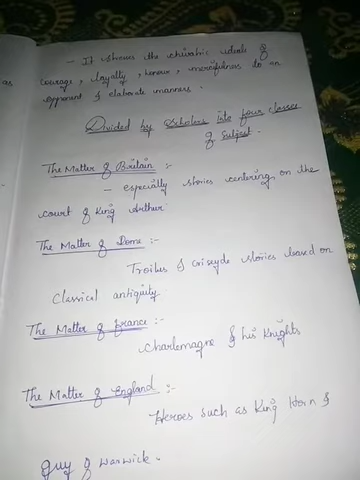 - It stresses the chivalric ideals of
as
courage, loyalty, honour, mercifulness to an
opponent & elaborate manners.
Divided by Scholars into four classes
of Subject.
The Matter of Britain :-
- especially stories centering on the
court of King Arthur
The Matter of Rome :-
Troilus & Criseyde stories based on
Classical antiquity.
The Matter of France :-
Charlemagne & his Knights
The Matter of England :-
Heroes such as King Horn &
Guy of Warwick.